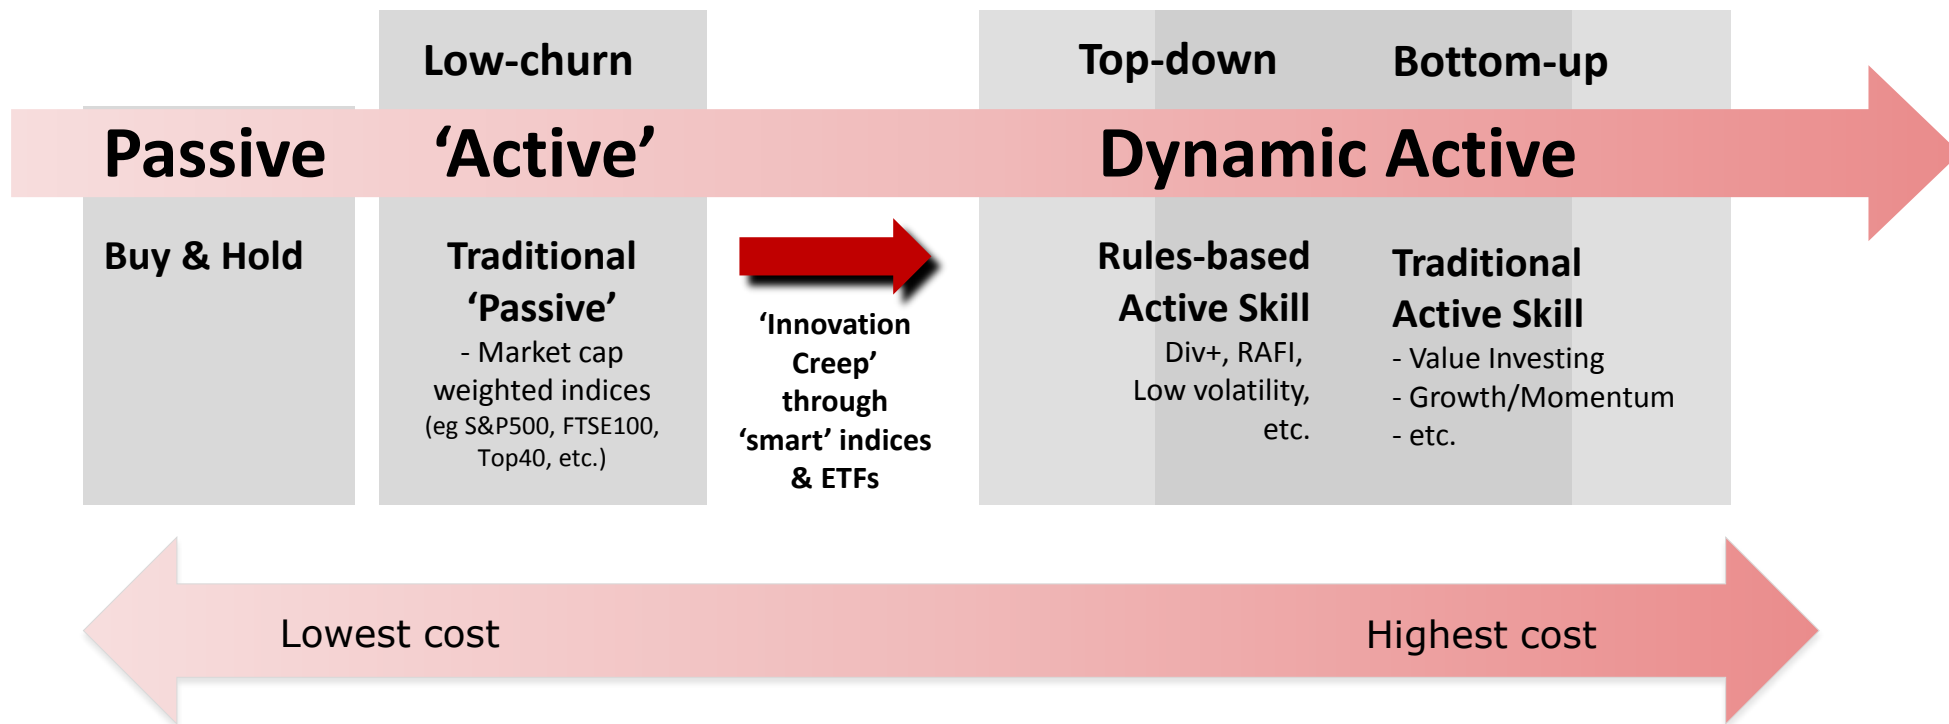 Low-churn
Top-down
Bottom-up
Passive
‘Active’
Dynamic Active
Buy & Hold
Traditional
‘Passive’
- Market cap
weighted indices
(eg S&P500, FTSE100,
Top40, etc.)
‘Innovation
Creep’
through
‘smart’ indices
& ETFs
Rules-based
Active Skill
Div+, RAFI,
Low volatility,
etc.
Traditional
Active Skill
- Value Investing
- Growth/Momentum
- etc.
Lowest cost
Highest cost